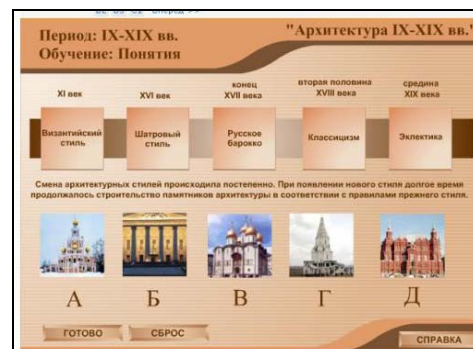 Период: IX-XIX вв.
Обучение: Понятия
"Архитектура IX-XIX вв."
XI век
XVI век
конец
XVII века
вторая половина
XVIII века
средина
XIX века
Византийский
стиль
Шатровый
стиль
Русское
барокко
Классицизм
Эклектика
Смена архитектурных стилей происходила постепенно. При появлении нового стиля долгое время
продолжалось строительство памятников архитектуры в соответствии с правилами прежнего стиля.
А
Б
В
Г
Д
ГОТОВО
СБРОС
СПРАВКА